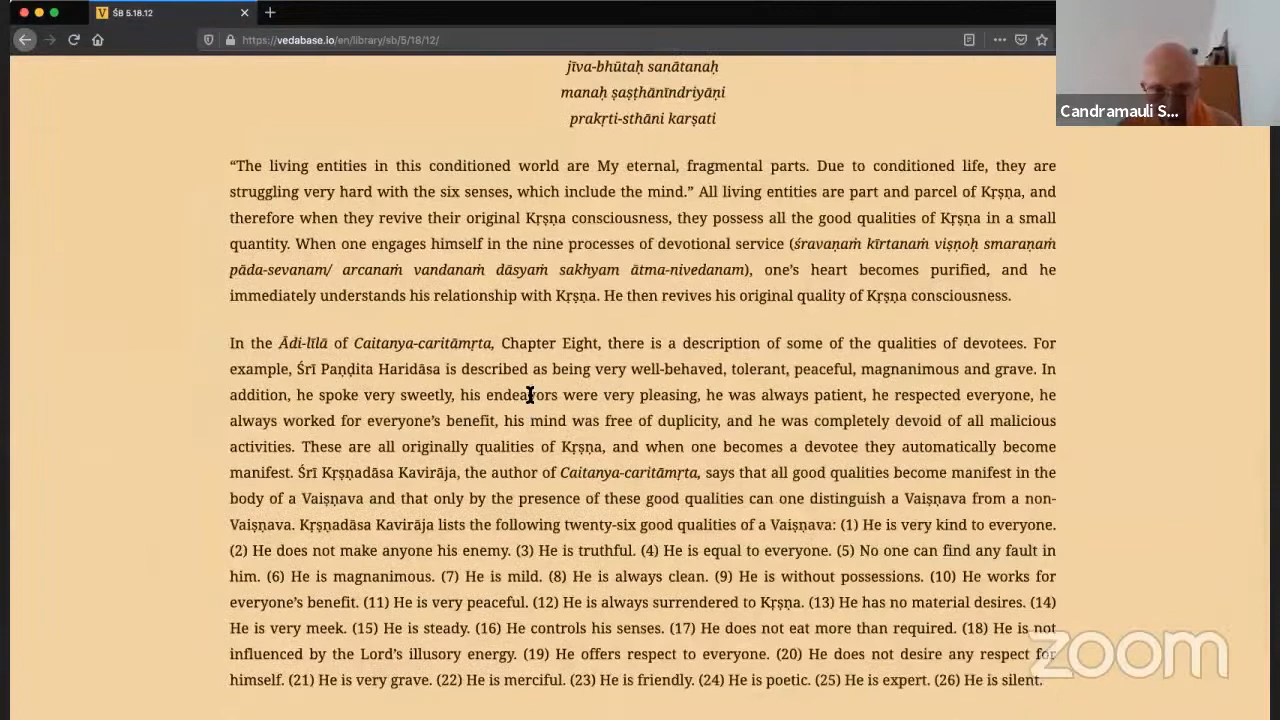 ŚB 5.18.12
https://vedabase.io/en/library/sb/5/18/12/
Candramauli S...
jīva-bhūtaḥ sanātanaḥ
manaḥ ṣaṣṭhānīndriyāṇi
prakṛti-sthāni karṣati
“The living entities in this conditioned world are My eternal, fragmental parts. Due to conditioned life, they are
struggling very hard with the six senses, which include the mind.” All living entities are part and parcel of Kṛṣṇa, and
therefore when they revive their original Kṛṣṇa consciousness, they possess all the good qualities of Kṛṣṇa in a small
quantity. When one engages himself in the nine processes of devotional service (śravaṇaṁ kīrtanaṁ viṣṇoḥ smaraṇaṁ
pāda-sevanam/ arcanaṁ vandanaṁ dāsyaṁ sakhyam ātma-nivedanam), one’s heart becomes purified, and he
immediately understands his relationship with Kṛṣṇa. He then revives his original quality of Kṛṣṇa consciousness.
In the Ādi-līlā of Caitanya-caritāmṛta, Chapter Eight, there is a description of some of the qualities of devotees. For
example, Śrī Paṇḍita Haridāsa is described as being very well-behaved, tolerant, peaceful, magnanimous and grave. In
addition, he spoke very sweetly, his endeavors were very pleasing, he was always patient, he respected everyone, he
always worked for everyone’s benefit, his mind was free of duplicity, and he was completely devoid of all malicious
activities. These are all originally qualities of Kṛṣṇa, and when one becomes a devotee they automatically become
manifest. Śrī Kṛṣṇadāsa Kavirāja, the author of Caitanya-caritāmṛta, says that all good qualities become manifest in the
body of a Vaiṣṇava and that only by the presence of these good qualities can one distinguish a Vaiṣṇava from a non-
Vaiṣṇava. Kṛṣṇadāsa Kavirāja lists the following twenty-six good qualities of a Vaiṣṇava: (1) He is very kind to everyone.
(2) He does not make anyone his enemy. (3) He is truthful. (4) He is equal to everyone. (5) No one can find any fault in
him. (6) He is magnanimous. (7) He is mild. (8) He is always clean. (9) He is without possessions. (10) He works for
everyone’s benefit. (11) He is very peaceful. (12) He is always surrendered to Kṛṣṇa. (13) He has no material desires. (14)
He is very meek. (15) He is steady. (16) He controls his senses. (17) He does not eat more than required. (18) He is not
influenced by the Lord’s illusory energy. (19) He offers respect to everyone. (20) He does not desire any respect for
himself. (21) He is very grave. (22) He is merciful. (23) He is friendly. (24) He is poetic. (25) He is expert. (26) He is silent.
zoom